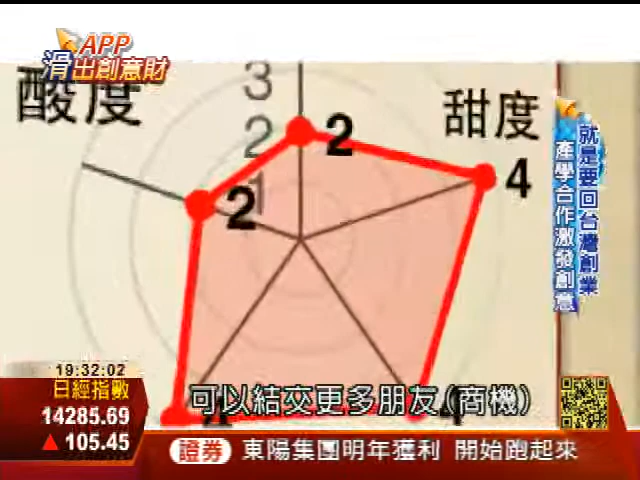 APP
滑出創意財
酸度
3
2
1
2
甜度
4
2
就是要回台灣創業
產學合作激發創意
19:32:02
日經指數
14285.69
▲105.45
可以結交更多朋友(商機)
證券 東陽集團明年獲利 開始跑起來